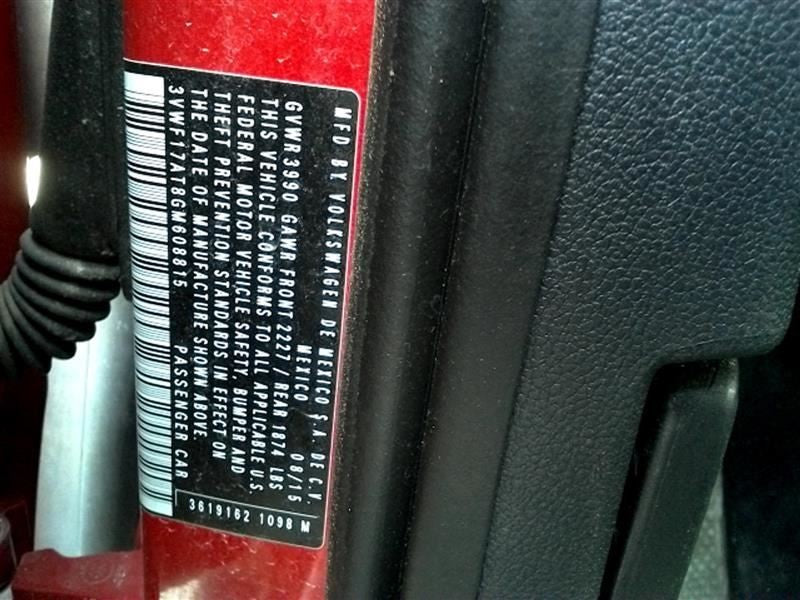 MFD BY VOLKSWAGEN DE MEXICO S.A. DE C.V.
MEXICO 08/15
GVWR 3990 GAWR FRONT 2227 / REAR 1874 LBS
THIS VEHICLE CONFORMS TO ALL APPLICABLE U.S.
FEDERAL MOTOR VEHICLE SAFETY, BUMPER AND
THEFT PREVENTION STANDARDS IN EFFECT ON
THE DATE OF MANUFACTURE SHOWN ABOVE.
3VWF17AT8GM608815 PASSENGER CAR
3619162 1098 M